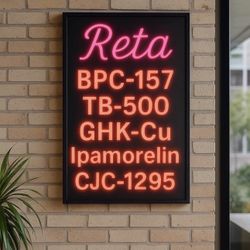 Reta
BPC-157
TB-500
GHK-Cu
Ipamorelin
CJC-1295